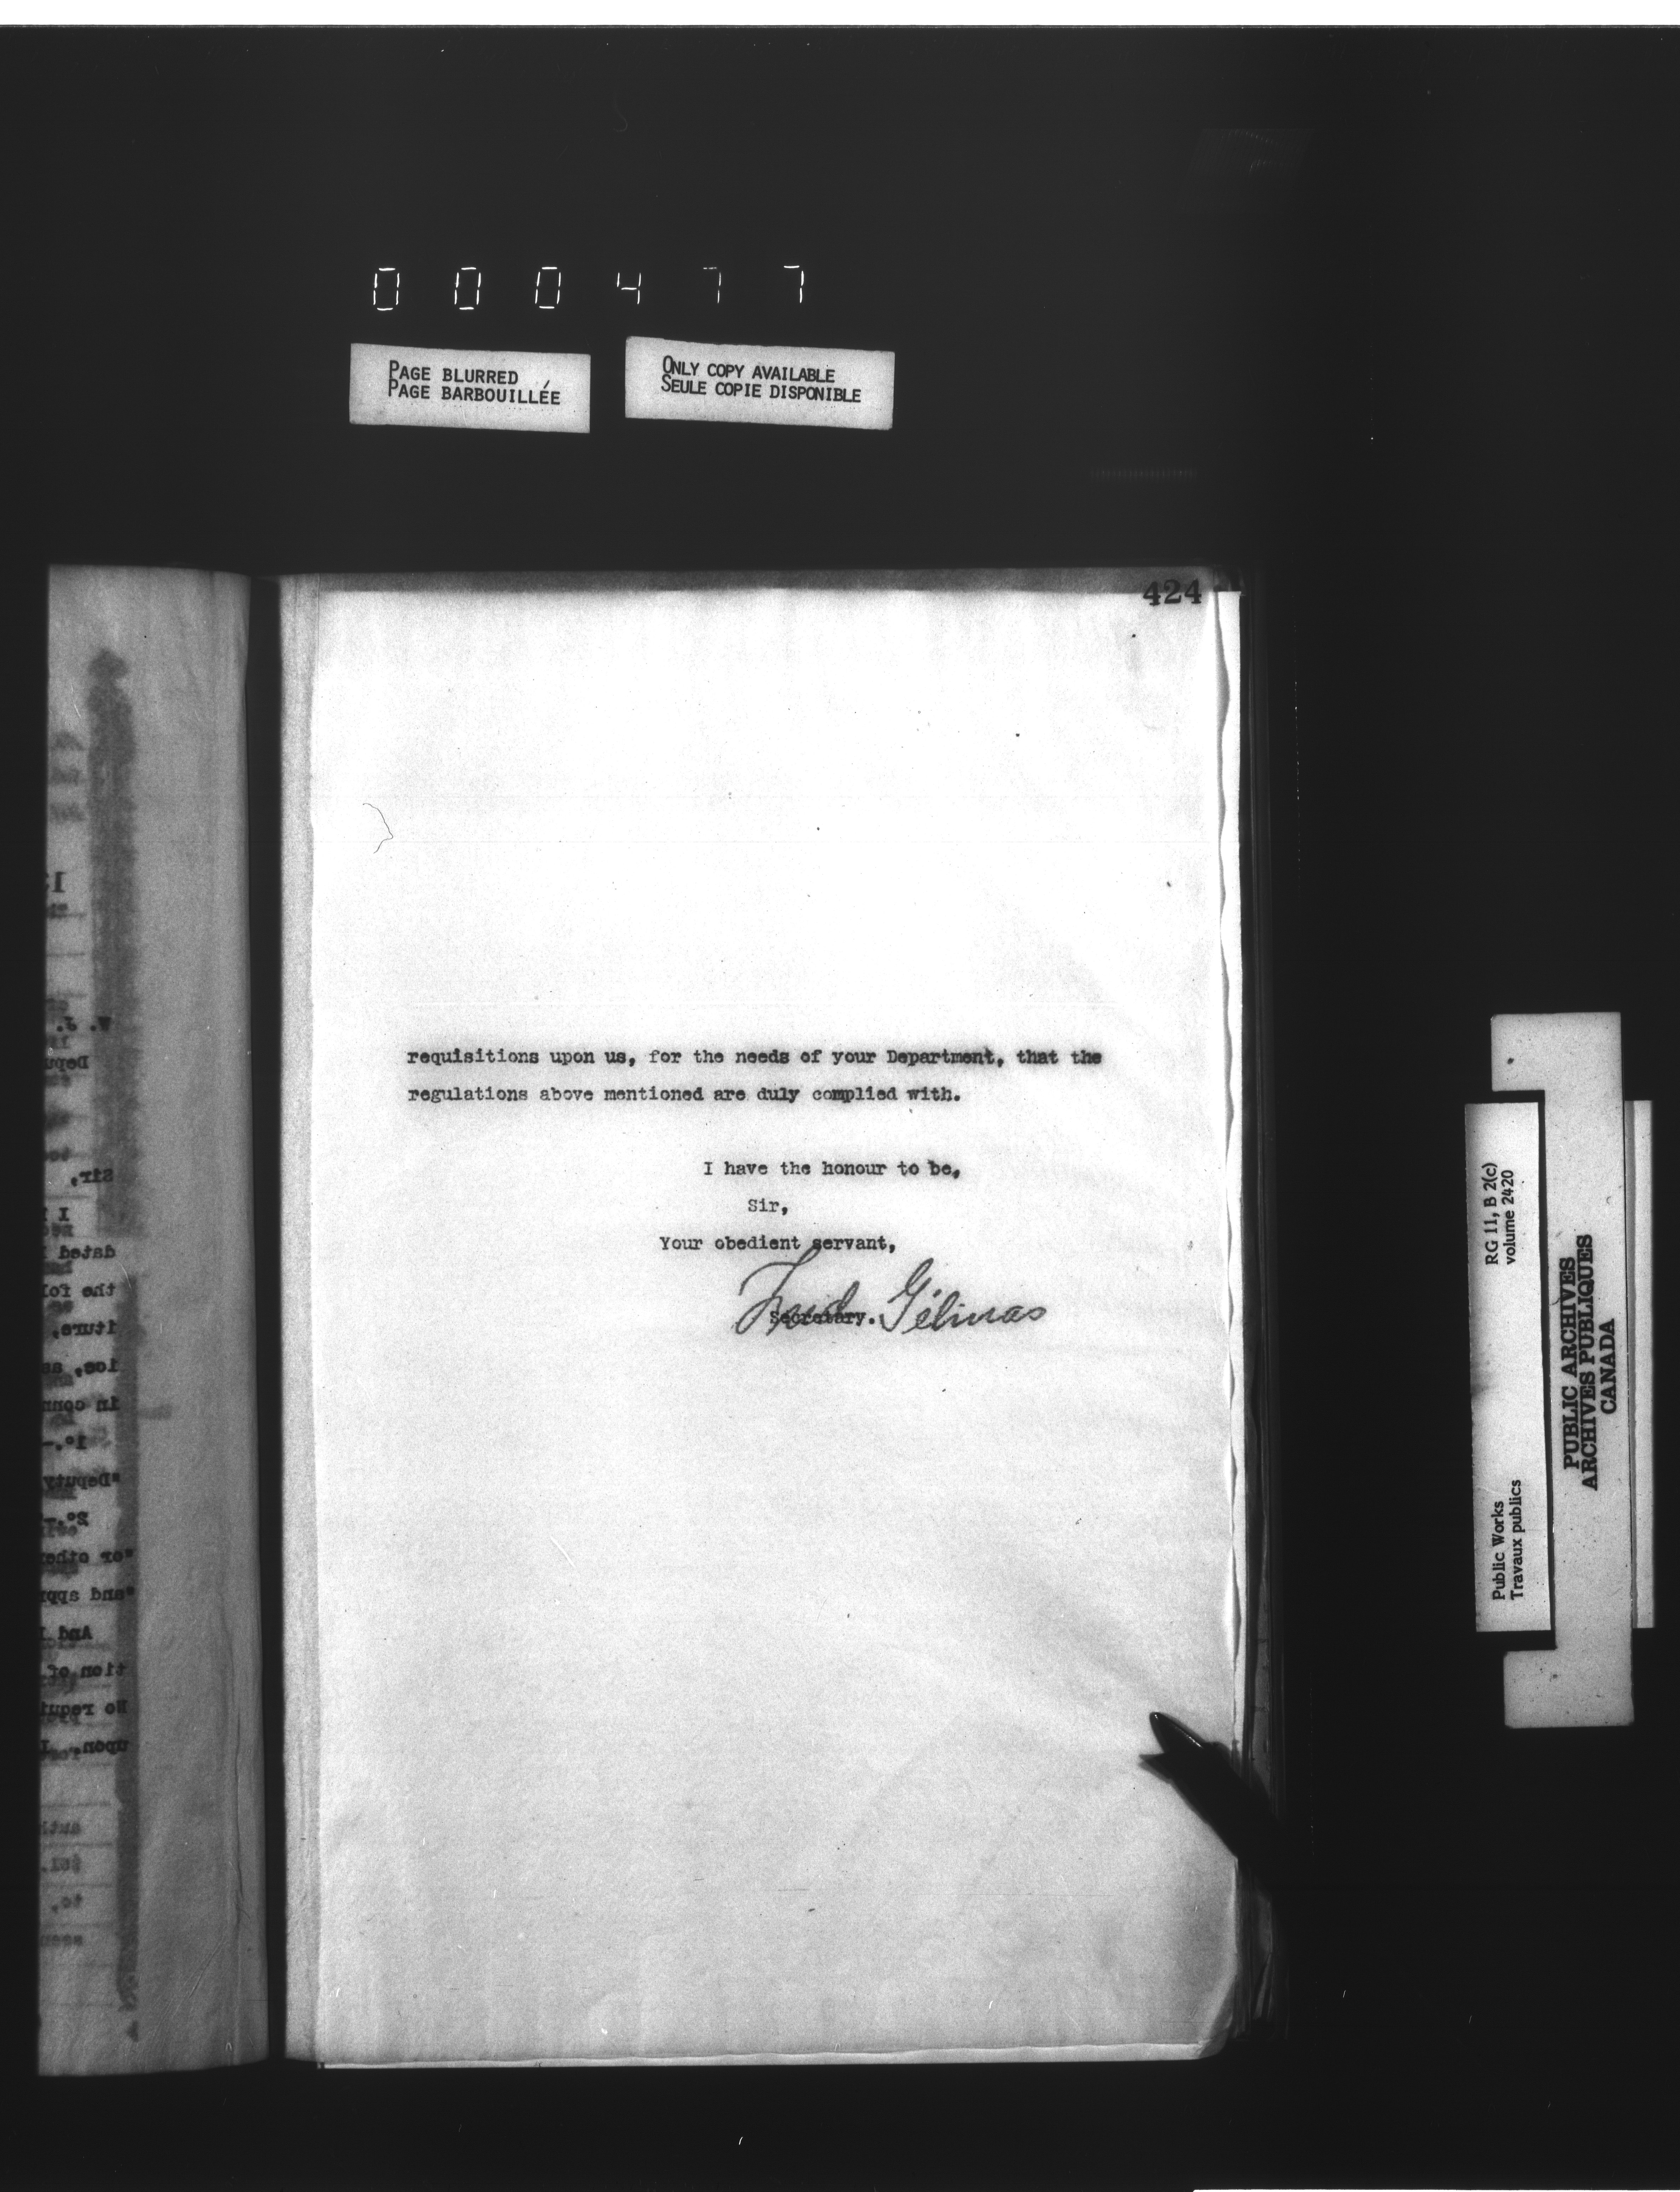 000477
PAGE BLURRED
PAGE BARBOUILLÉE
ONLY COPY AVAILABLE
SEULE COPIE DISPONIBLE
424
requisitions upon us, for the needs of your Department, that the
regulations above mentioned are duly complied with.
I have the honour to be,
Sir,
Your obedient servant,
Fred Gélinas
Secretary.
RG 11, B 2(c)
volume 2420
Public Works
Travaux publics
PUBLIC ARCHIVES
ARCHIVES PUBLIQUES
CANADA